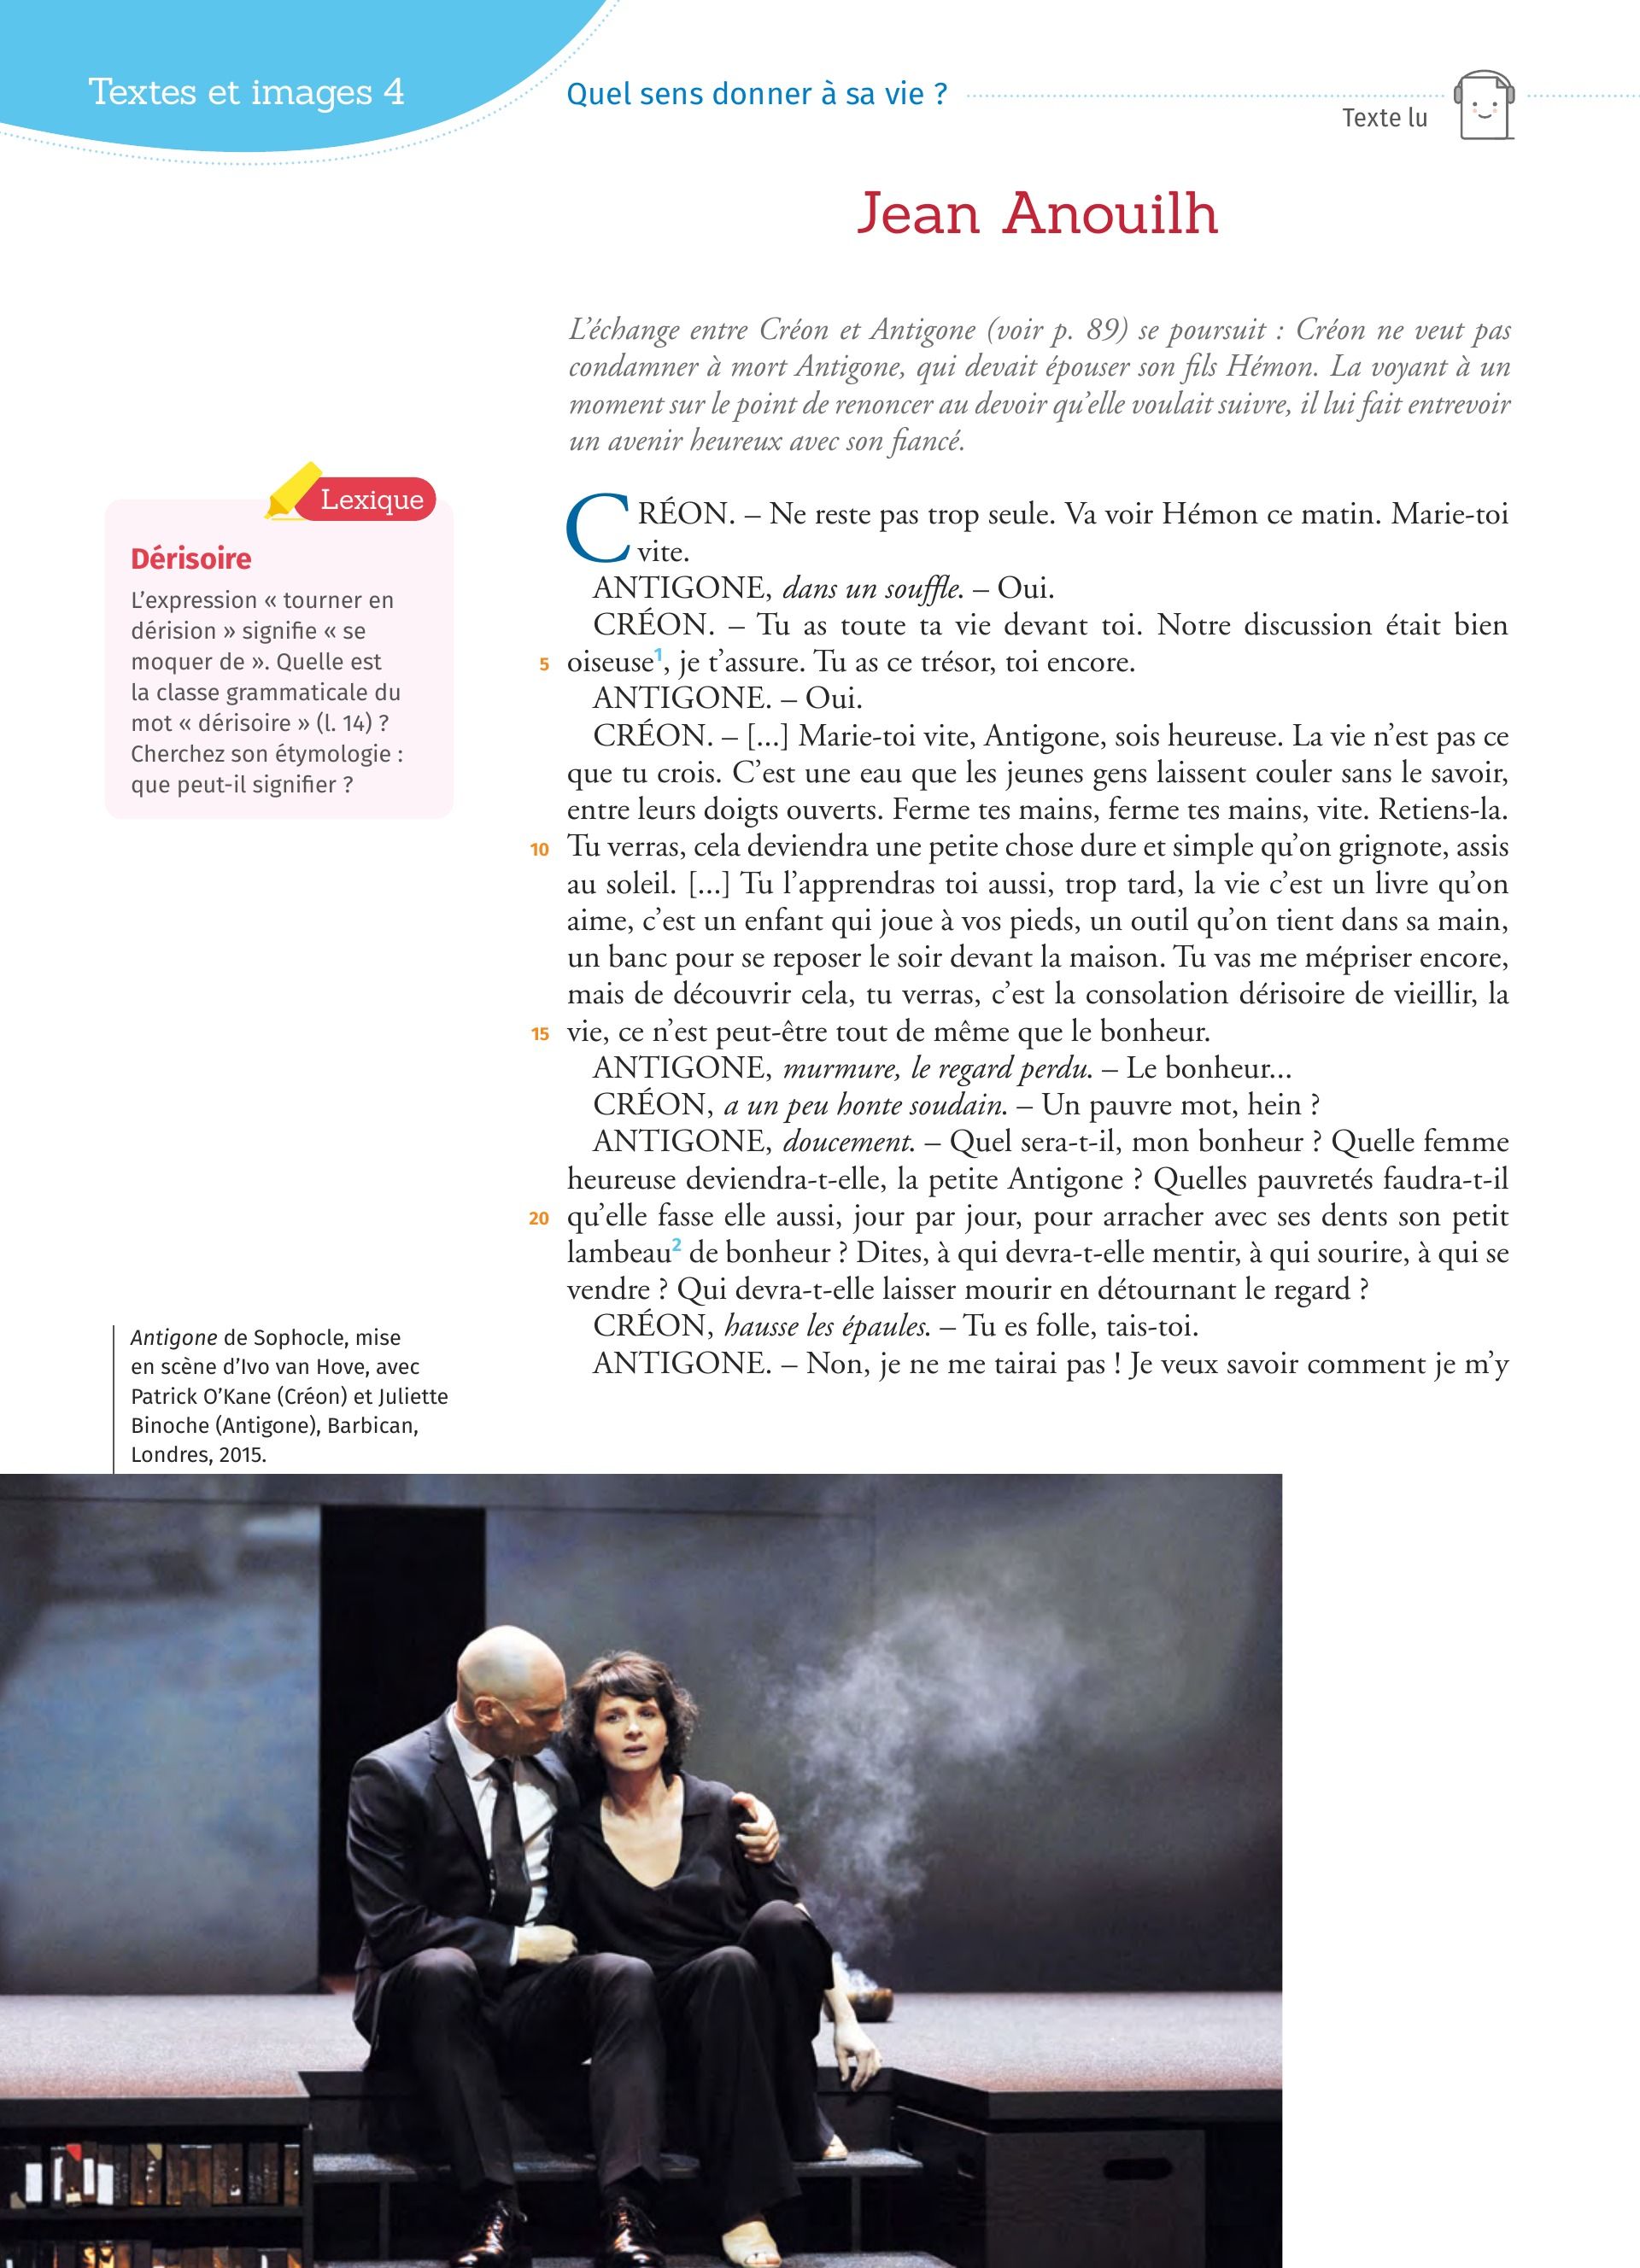 Textes et images 4
Quel sens donner à sa vie ?
Texte lu
Jean Anouilh
L’échange entre Créon et Antigone (voir p. 89) se poursuit : Créon ne veut pas
condamner à mort Antigone, qui devait épouser son fils Hémon. La voyant à un
moment sur le point de renoncer au devoir qu’elle voulait suivre, il lui fait entrevoir
un avenir heureux avec son fiancé.
Lexique
Dérisoire
L’expression « tourner en
dérision » signifie « se
moquer de ». Quelle est
la classe grammaticale du
mot « dérisoire » (l. 14) ?
Cherchez son étymologie :
que peut-il signifier ?
CRÉON. – Ne reste pas trop seule. Va voir Hémon ce matin. Marie-toi
vite.
ANTIGONE, dans un souffle. – Oui.
CRÉON. – Tu as toute ta vie devant toi. Notre discussion était bien
5 oiseuse1, je t’assure. Tu as ce trésor, toi encore.
ANTIGONE. – Oui.
CRÉON. – [...] Marie-toi vite, Antigone, sois heureuse. La vie n’est pas ce
que tu crois. C’est une eau que les jeunes gens laissent couler sans le savoir,
entre leurs doigts ouverts. Ferme tes mains, ferme tes mains, vite. Retiens-la.
10 Tu verras, cela deviendra une petite chose dure et simple qu’on grignote, assis
au soleil. [...] Tu l’apprendras toi aussi, trop tard, la vie c’est un livre qu’on
aime, c’est un enfant qui joue à vos pieds, un outil qu’on tient dans sa main,
un banc pour se reposer le soir devant la maison. Tu vas me mépriser encore,
mais de découvrir cela, tu verras, c’est la consolation dérisoire de vieillir, la
15 vie, ce n’est peut-être tout de même que le bonheur.
ANTIGONE, murmure, le regard perdu. – Le bonheur...
CRÉON, a un peu honte soudain. – Un pauvre mot, hein ?
ANTIGONE, doucement. – Quel sera-t-il, mon bonheur ? Quelle femme
heureuse deviendra-t-elle, la petite Antigone ? Quelles pauvretés faudra-t-il
20 qu’elle fasse elle aussi, jour par jour, pour arracher avec ses dents son petit
lambeau2 de bonheur ? Dites, à qui devra-t-elle mentir, à qui sourire, à qui se
vendre ? Qui devra-t-elle laisser mourir en détournant le regard ?
CRÉON, hausse les épaules. – Tu es folle, tais-toi.
ANTIGONE. – Non, je ne me tairai pas ! Je veux savoir comment je m’y
Antigone de Sophocle, mise
en scène d’Ivo van Hove, avec
Patrick O’Kane (Créon) et Juliette
Binoche (Antigone), Barbican,
Londres, 2015.